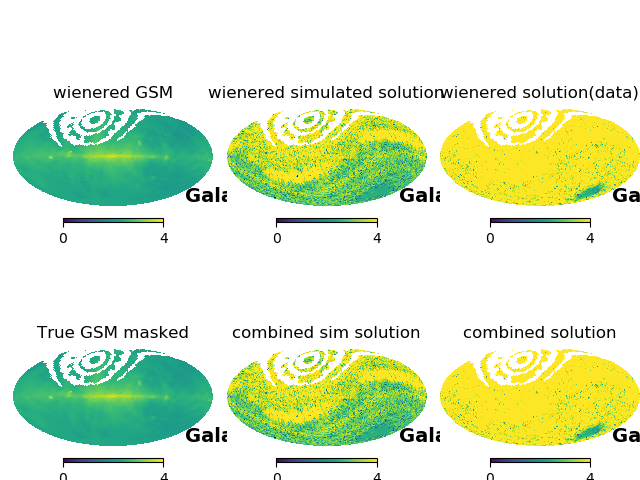 wienered GSM wienered simulated solution wienered solution(data)
Gala Gala Ga
0 4 0 4 0 4
True GSM masked combined sim solution combined solution
Gala Gala Ga
0 4 0 4 0 4